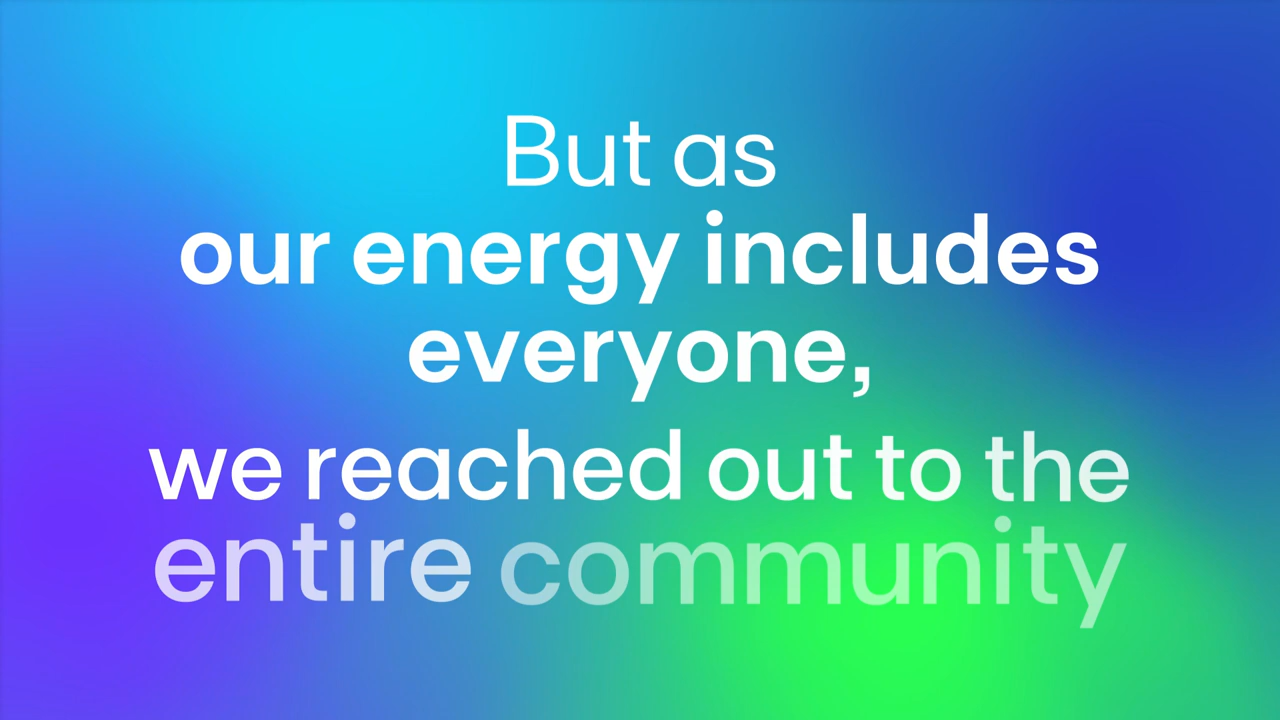 But as
our energy includes
everyone,
we reached out to the
entire community